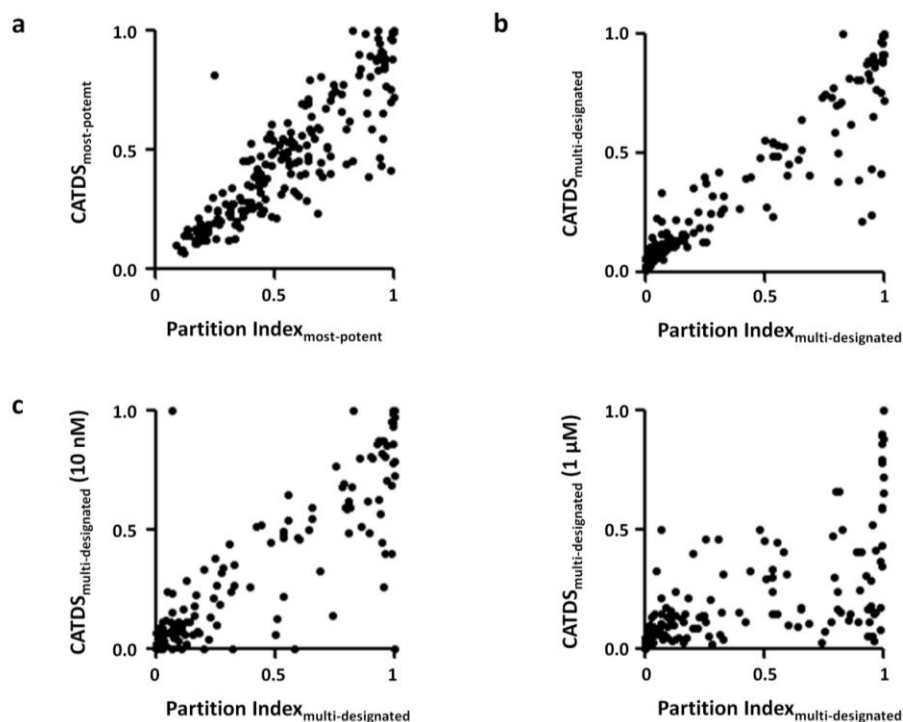 a
CATDSmost-potemt
1.0
0.5
0.0
0
0.5
1
Partition Indexmost-potent
b
CATDSmulti-designated
1.0
0.5
0.0
0
0.5
1
Partition Indexmulti-designated
c
CATDSmulti-designated (10 nM)
1.0
0.5
0.0
0
0.5
1
Partition Indexmulti-designated
CATDSmulti-designated (1 µM)
1.0
0.5
0.0
0
0.5
1
Partition Indexmulti-designated